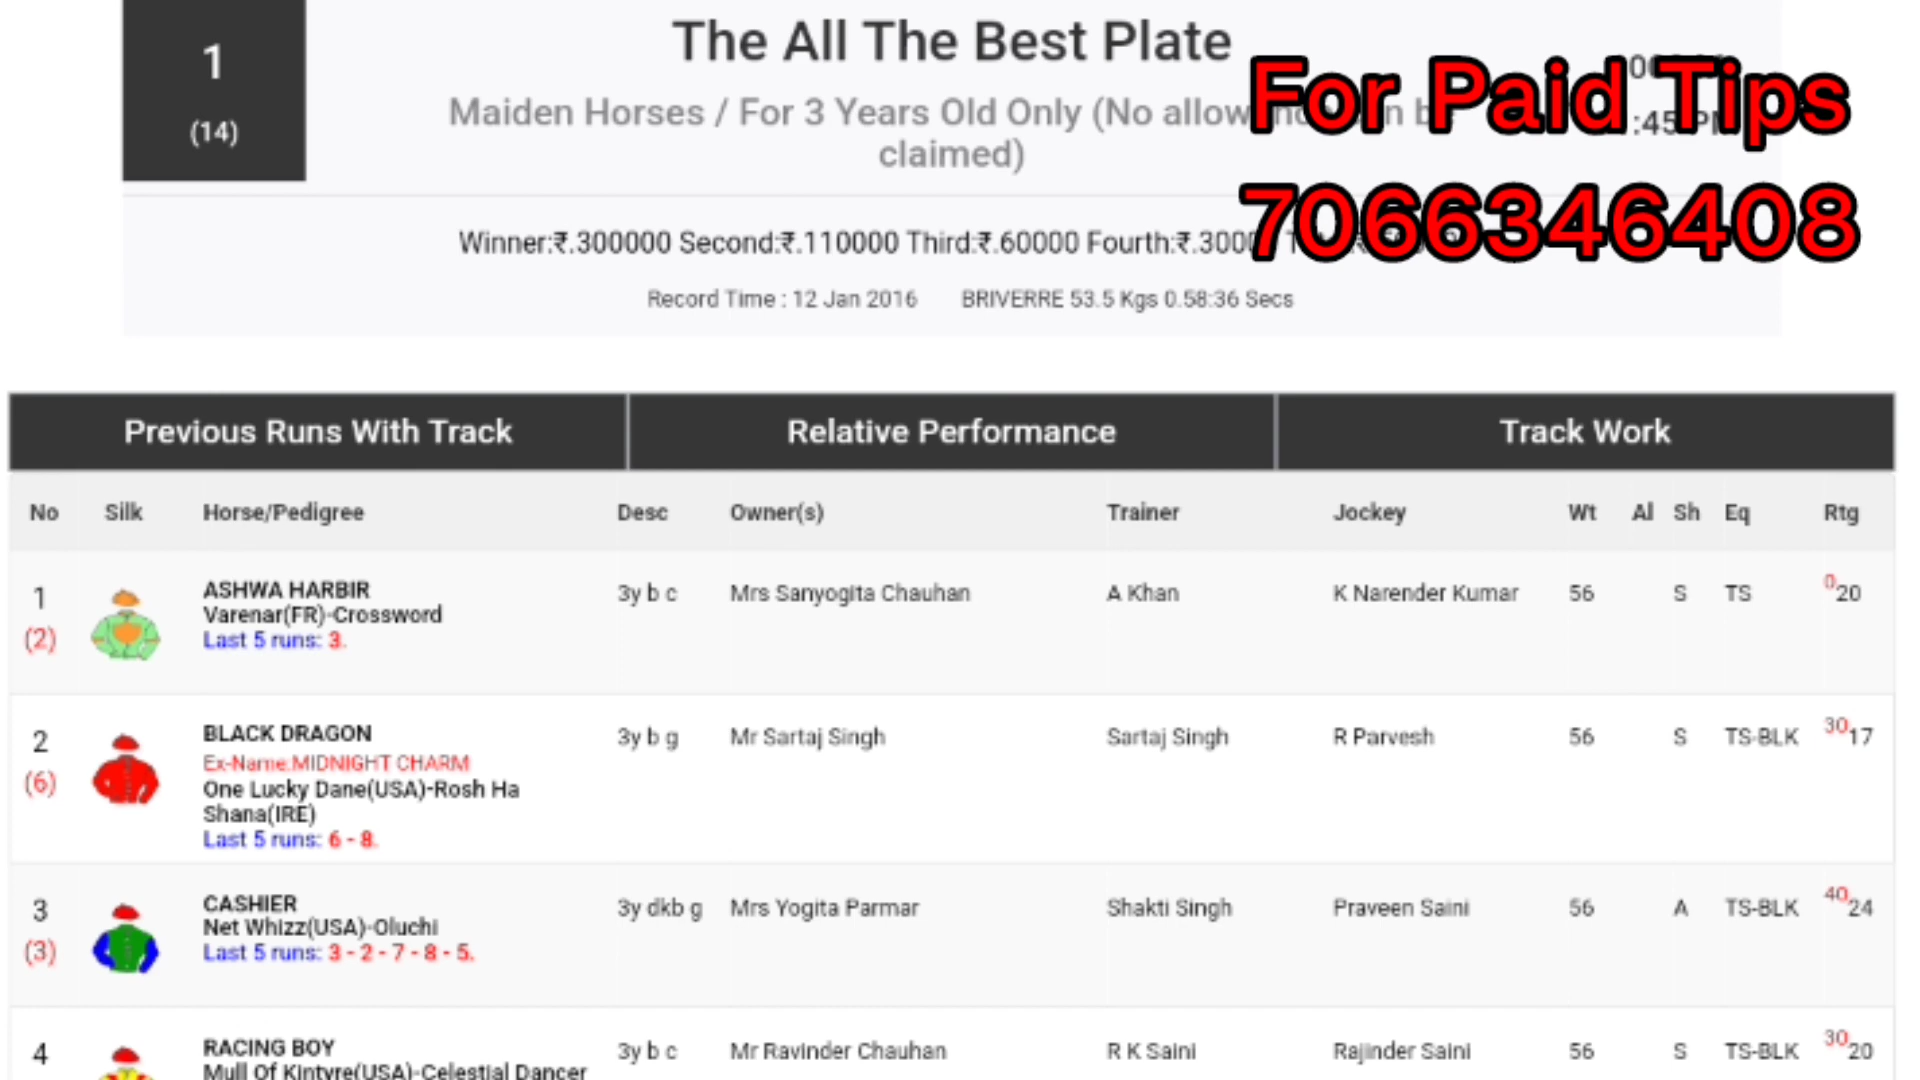 The All The Best Plate
1
(14)
For Paid Tips
Maiden Horses / For 3 Years Old Only (No
claimed)
7066346408
Winner:₹.300000 Second:₹.110000 Third:₹.60000 Fourth:
Record Time : 12 Jan 2016 BRIVERRE 53.5 Kgs 0.58:36 Secs
Previous Runs With Track Relative Performance Track Work
No Silk Horse/Pedigree Desc Owner(s) Trainer Jockey Wt Al Sh Eq Rtg
1 ASHWA HARBIR 3y b c Mrs Sanyogita Chauhan A Khan K Narender Kumar 56 S TS 0 20
(2) Varenar(FR)-Crossword
Last 5 runs: 3.
2 BLACK DRAGON 3y b g Mr Sartaj Singh Sartaj Singh R Parvesh 56 S TS-BLK 30 17
(6) Ex-Name:MIDNIGHT CHARM
One Lucky Dane(USA)-Rosh Ha
Shana(IRE)
Last 5 runs: 6 - 8.
3 CASHIER 3y dkb g Mrs Yogita Parmar Shakti Singh Praveen Saini 56 A TS-BLK 40 24
(3) Net Whizz(USA)-Oluchi
Last 5 runs: 3 - 2 - 7 - 8 - 5.
4 RACING BOY 3y b c Mr Ravinder Chauhan R K Saini Rajinder Saini 56 S TS-BLK 30 20
Mull Of Kintyre(USA)-Celestial Dancer